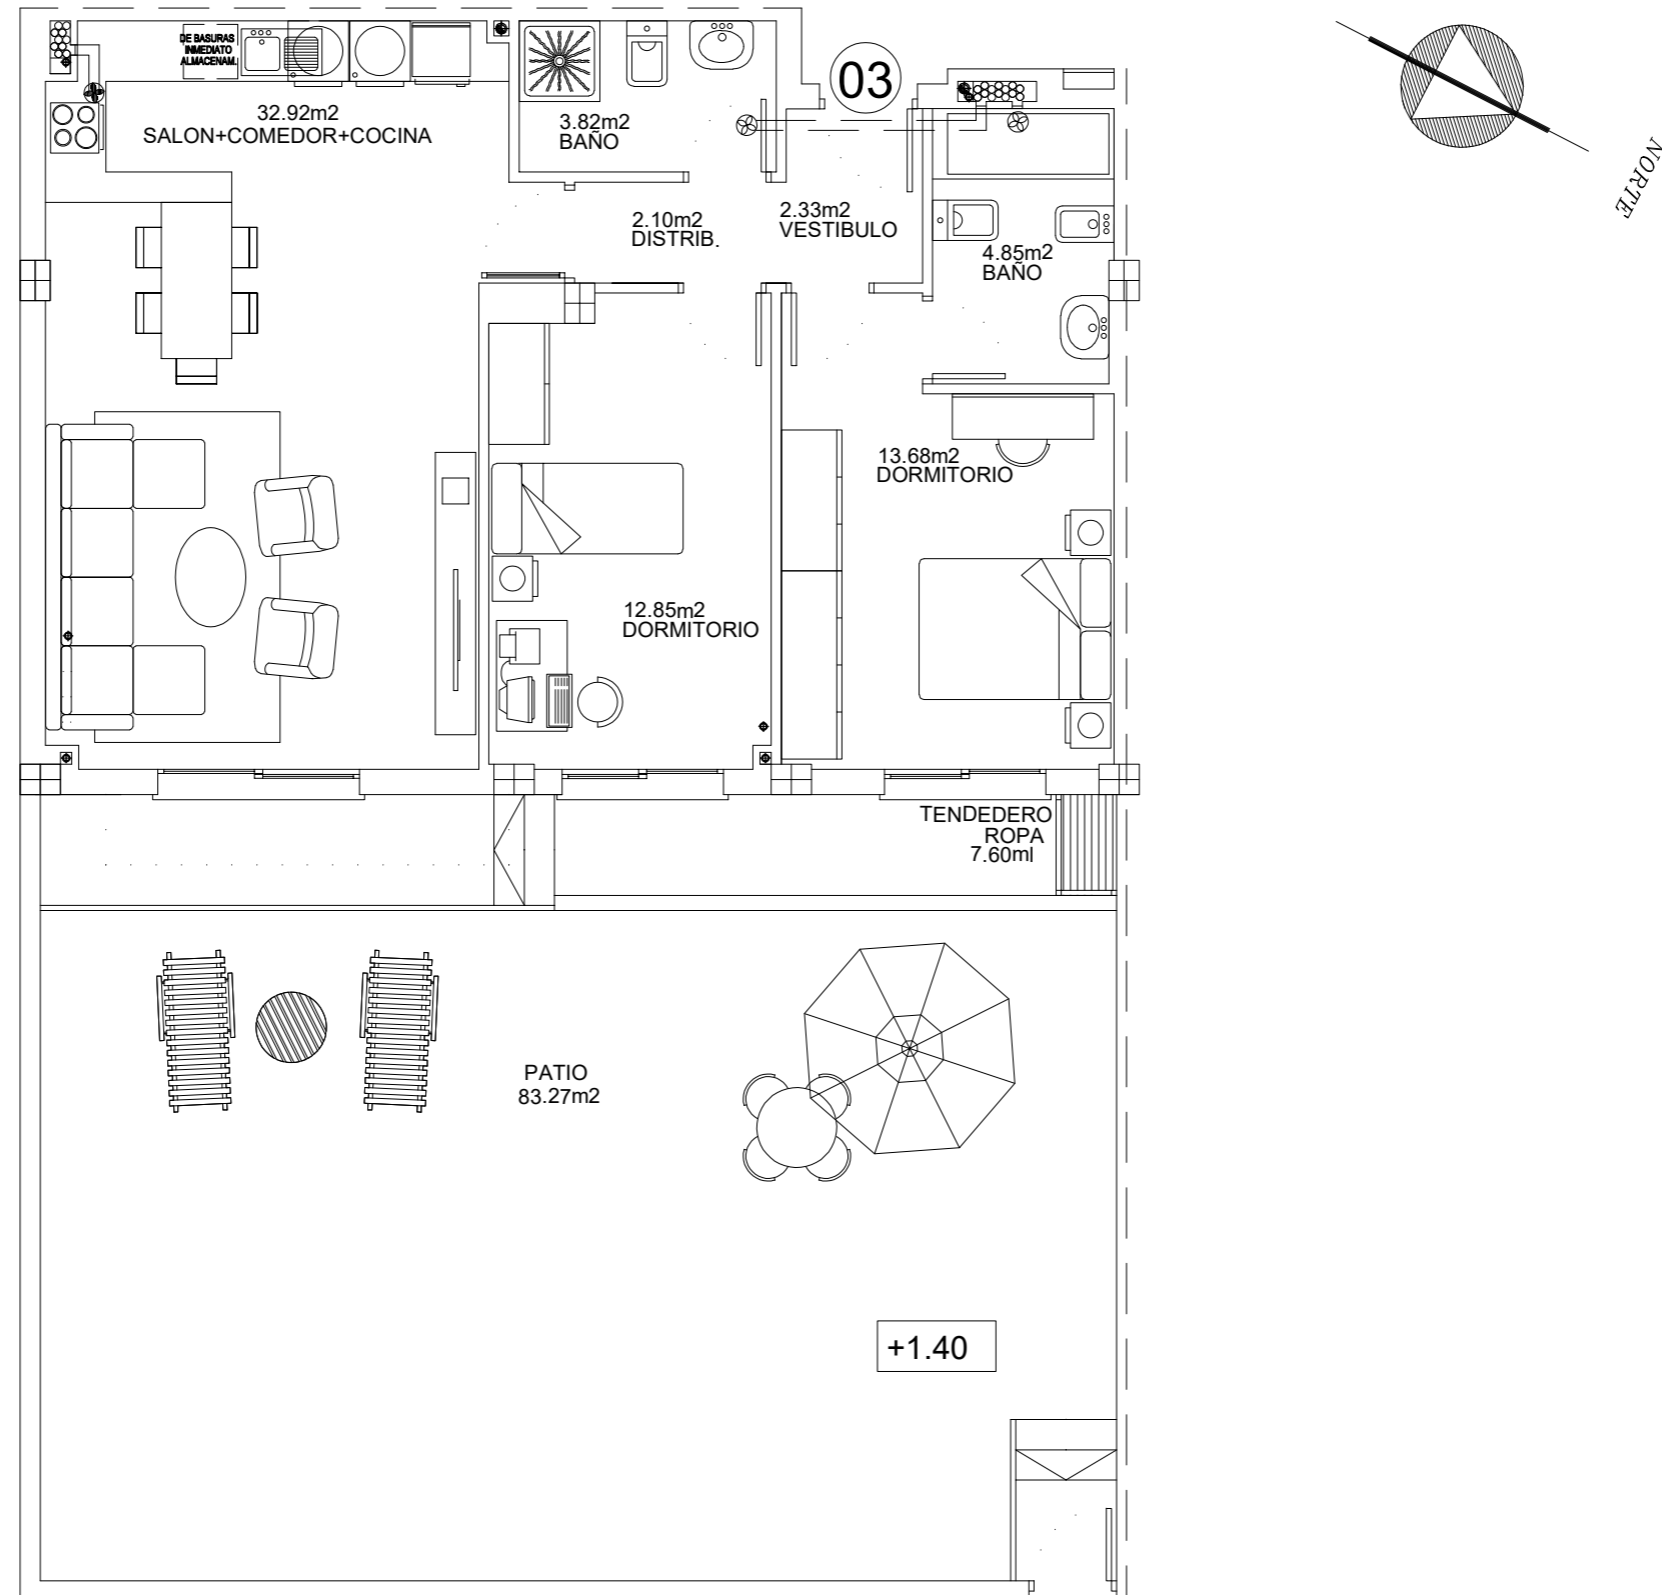 DE BASURAS
INMEDIATO
ALMACENAM.
32.92m2
SALON+COMEDOR+COCINA
3.82m2
BAÑO
03
NORTE
2.10m2
DISTRIB.
2.33m2
VESTIBULO
4.85m2
BAÑO
13.68m2
DORMITORIO
12.85m2
DORMITORIO
TENDEDERO
ROPA
7.60ml
PATIO
83.27m2
+1.40